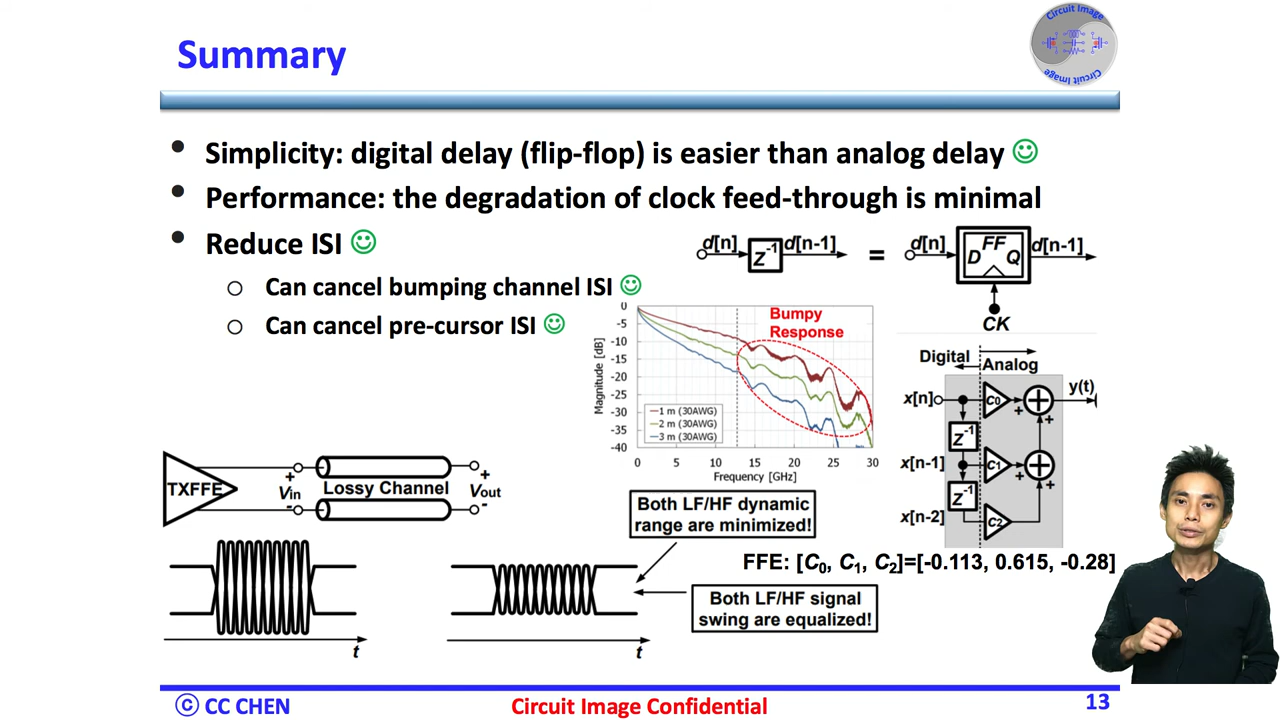 Summary
Circuit Image
Circuit Image
Simplicity: digital delay (flip-flop) is easier than analog delay
Performance: the degradation of clock feed-through is minimal
Reduce ISI
Can cancel bumping channel ISI
Can cancel pre-cursor ISI
d[n]
z-1
d[n-1]
=
d[n]
FF
D
Q
d[n-1]
CK
Bumpy
Response
Magnitude [dB]
0
-5
-10
-15
-20
-25
-30
-35
-40
1 m (30AWG)
2 m (30AWG)
3 m (30AWG)
0 5 10 15 20 25 30
Frequency [GHz]
Digital
Analog
x[n]
C0
+
+
y(t)
z-1
x[n-1]
C1
+
+
z-1
x[n-2]
C2
TXFFE
+
Vin
-
Lossy Channel
+
Vout
-
Both LF/HF dynamic
range are minimized!
FFE: [C0, C1, C2]=[-0.113, 0.615, -0.28]
Both LF/HF signal
swing are equalized!
t
t
© CC CHEN
Circuit Image Confidential
13